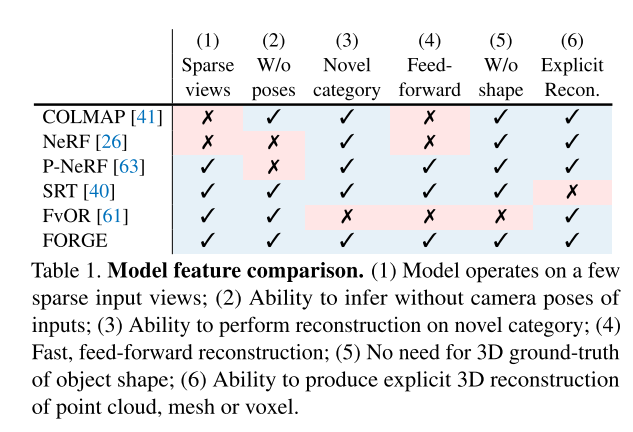 (1) (2) (3) (4) (5) (6)
Sparse W/o Novel Feed- W/o Explicit
views poses category forward shape Recon.
COLMAP [41] ✗ ✓ ✓ ✗ ✓ ✓
NeRF [26] ✗ ✗ ✓ ✗ ✓ ✓
P-NeRF [63] ✓ ✗ ✓ ✓ ✓ ✓
SRT [40] ✓ ✓ ✓ ✓ ✓ ✗
FvOR [61] ✓ ✓ ✗ ✗ ✗ ✓
FORGE ✓ ✓ ✓ ✓ ✓ ✓
Table 1. Model feature comparison. (1) Model operates on a few
sparse input views; (2) Ability to infer without camera poses of
inputs; (3) Ability to perform reconstruction on novel category; (4)
Fast, feed-forward reconstruction; (5) No need for 3D ground-truth
of object shape; (6) Ability to produce explicit 3D reconstruction
of point cloud, mesh or voxel.